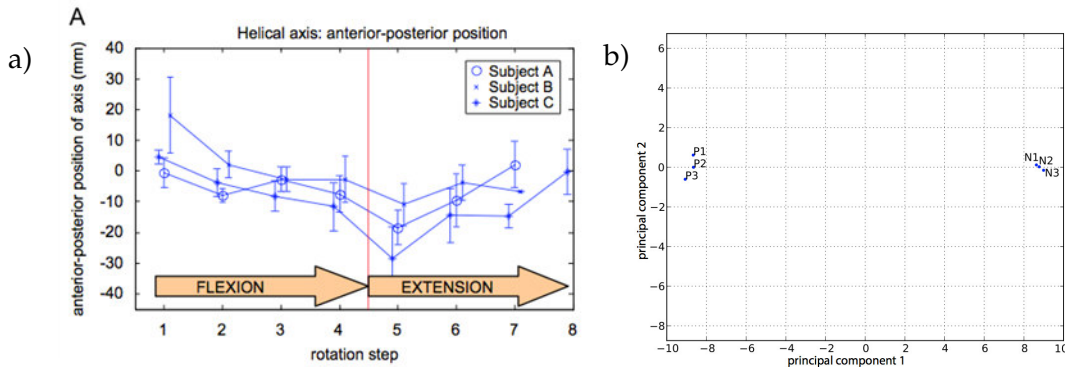 A
a)
Helical axis: anterior-posterior position
anterior-posterior position of axis (mm)
40
30
20
10
0
-10
-20
-30
-40
Subject A
Subject B
Subject C
FLEXION
EXTENSION
1 2 3 4 5 6 7 8
rotation step
b)
principal component 2
6
4
2
0
−2
−4
−6
−8
P1
P2
P3
N1
N2
N3
−10 −8 −6 −4 −2 0 2 4 6 8 10
principal component 1